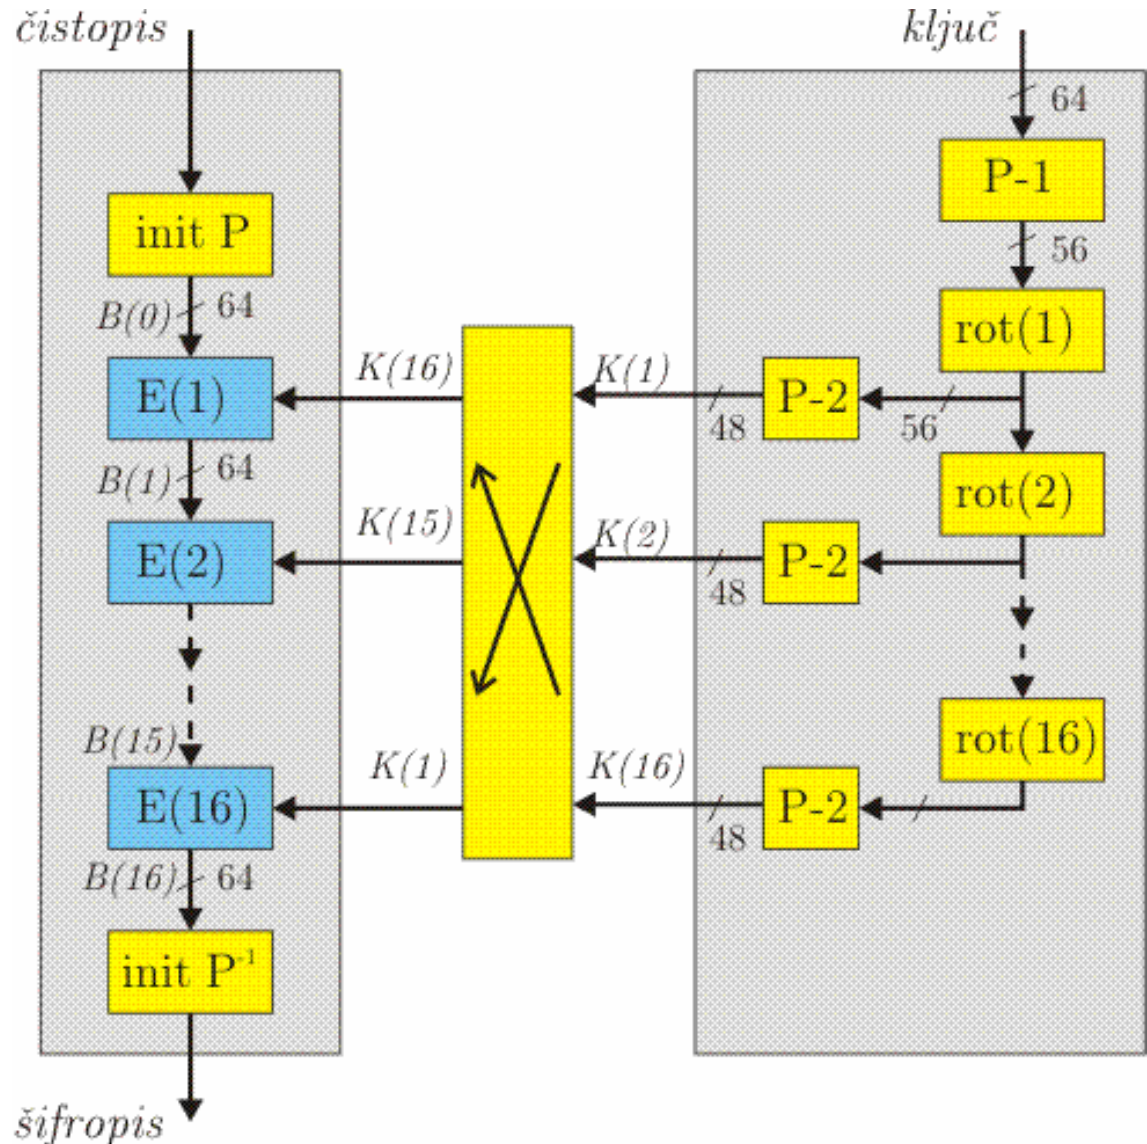 čistopis
ključ
64
P-1
56
init P
B(0) 64
rot(1)
E(1)
K(16)
K(1)
48
P-2
56
B(1) 64
rot(2)
E(2)
K(15)
K(2)
48
P-2
rot(16)
B(15)
E(16)
K(1)
K(16)
48
P-2
B(16) 64
init P⁻¹
šifropis